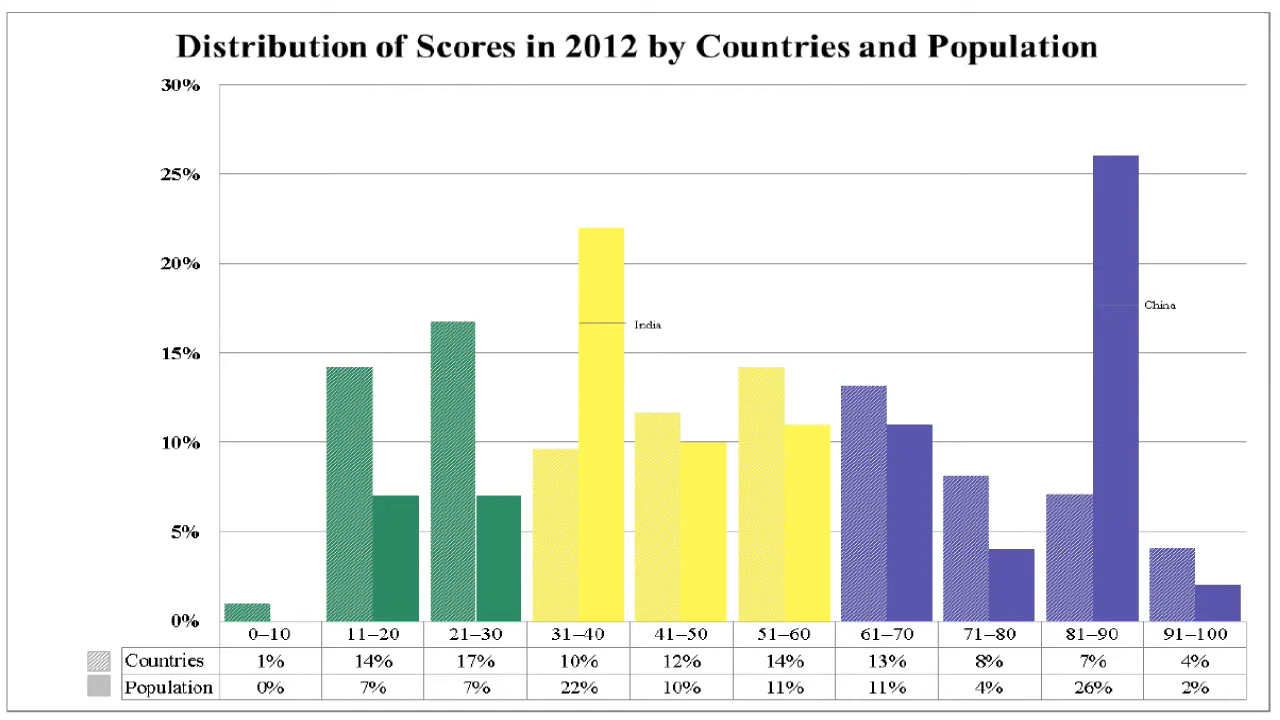 Distribution of Scores in 2012 by Countries and Population
30%
25%
20%
15%
10%
5%
0%
India
China
0–10 11–20 21–30 31–40 41–50 51–60 61–70 71–80 81–90 91–100
Countries 1% 14% 17% 10% 12% 14% 13% 8% 7% 4%
Population 0% 7% 7% 22% 10% 11% 11% 4% 26% 2%